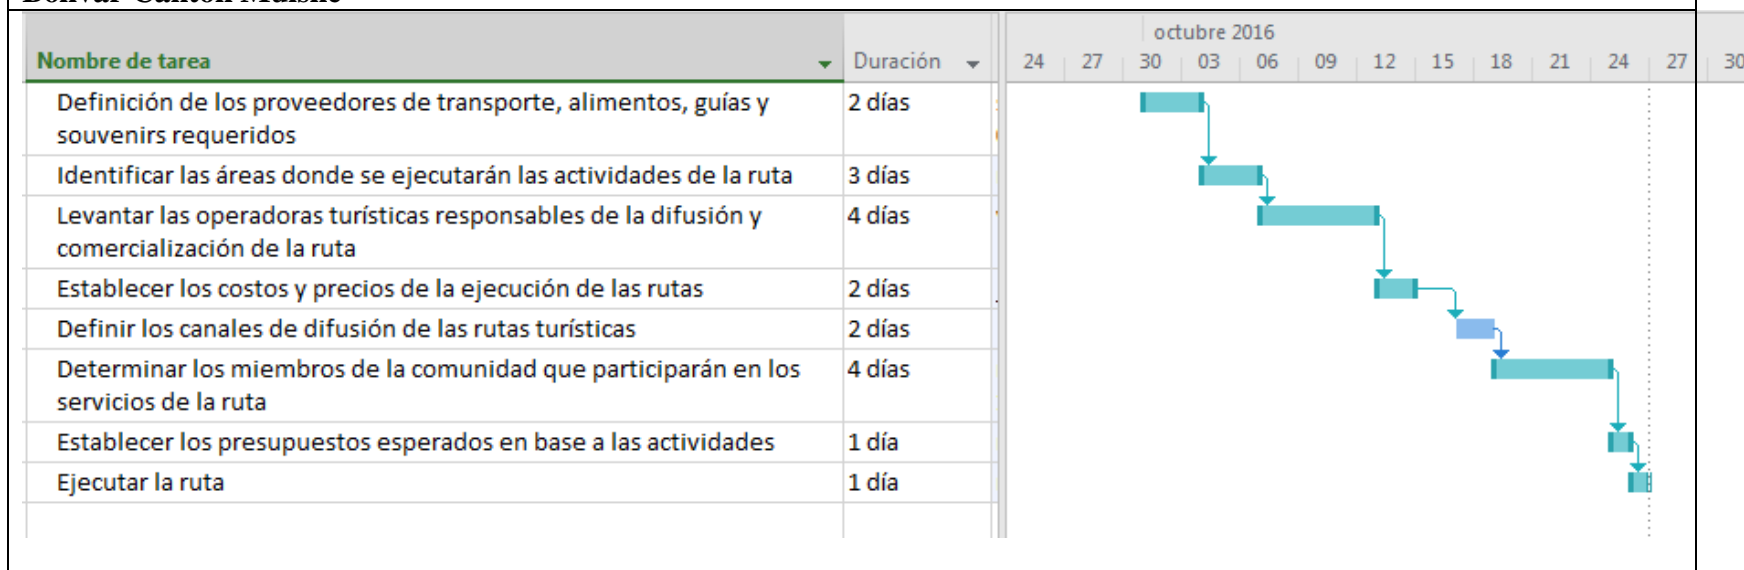 Bolívar Cantón Muisne
octubre 2016
Nombre de tarea Duración 24 27 30 03 06 09 12 15 18 21 24 27 30
Definición de los proveedores de transporte, alimentos, guías y 2 días
souvenirs requeridos
Identificar las áreas donde se ejecutarán las actividades de la ruta 3 días
Levantar las operadoras turísticas responsables de la difusión y 4 días
comercialización de la ruta
Establecer los costos y precios de la ejecución de las rutas 2 días
Definir los canales de difusión de las rutas turísticas 2 días
Determinar los miembros de la comunidad que participarán en los 4 días
servicios de la ruta
Establecer los presupuestos esperados en base a las actividades 1 día
Ejecutar la ruta 1 día